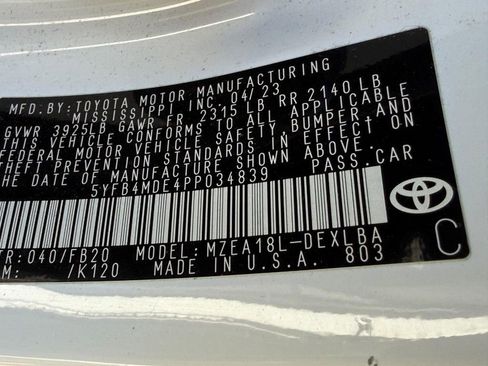 MFD.BY:TOYOTA MOTOR MANUFACTURING
MISSISSIPPI INC. 04/23
GVWR 3925LB GAWR FR 2315LB RR 2140LB
THIS VEHICLE CONFORMS TO ALL APPLICABLE
FEDERAL MOTOR VEHICLE SAFETY, BUMPER, AND
THEFT PREVENTION STANDARDS IN EFFECT ON
THE DATE OF MANUFACTURE SHOWN ABOVE.
5YFB4MDE4PP034839 PASS.CAR
TR:040/FB20 MODEL:MZEA18L-DEXLBA
M: /K120 MADE IN U.S.A. 803
C